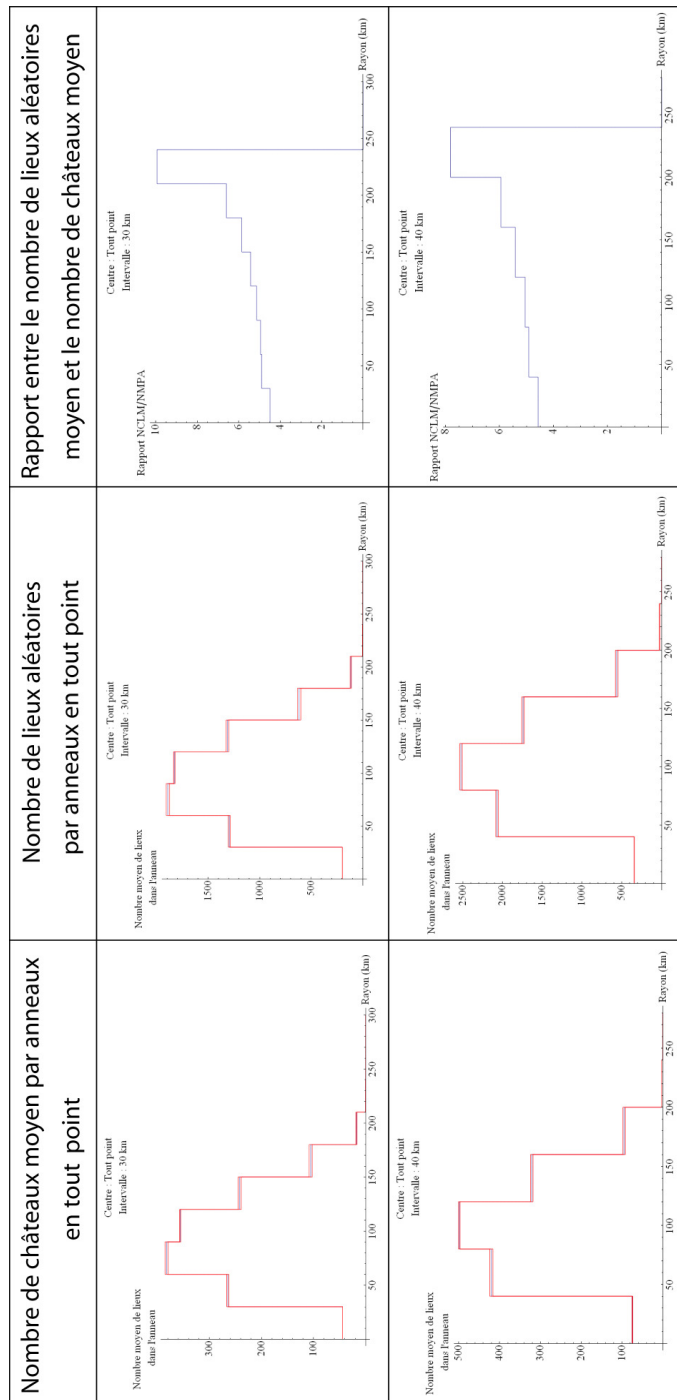 Nombre de châteaux moyen par anneaux
en tout point
Nombre de lieux aléatoires
par anneaux en tout point
Rapport entre le nombre de lieux aléatoires
moyen et le nombre de châteaux moyen
Nombre moyen de lieux
dans l'anneau
Centre : Tout point
Intervalle : 30 km
300
200
100
50
100
150
200
250
300
Rayon (km)
Nombre moyen de lieux
dans l'anneau
Centre : Tout point
Intervalle : 30 km
1500
1000
500
50
100
150
200
250
300
Rayon (km)
Rapport NCLM/NMPA
Centre : Tout point
Intervalle : 30 km
10
8
6
4
2
50
100
150
200
250
300
Rayon (km)
Nombre moyen de lieux
dans l'anneau
Centre : Tout point
Intervalle : 40 km
500
400
300
200
100
50
100
150
200
250
Rayon (km)
Nombre moyen de lieux
dans l'anneau
Centre : Tout point
Intervalle : 40 km
2500
2000
1500
1000
500
50
100
150
200
250
Rayon (km)
Rapport NCLM/NMPA
Centre : Tout point
Intervalle : 40 km
8
6
4
2
50
100
150
200
250
Rayon (km)